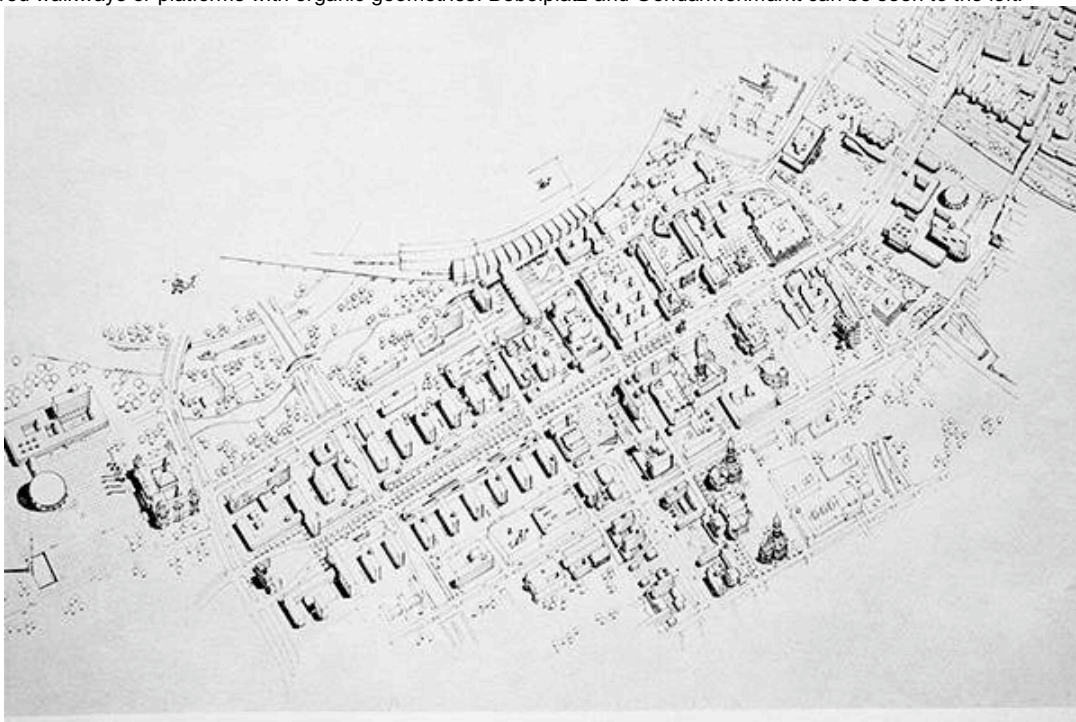 walkways or platforms with organic geometries. Bebelplatz and Gendarmenmarkt can be seen to the left.